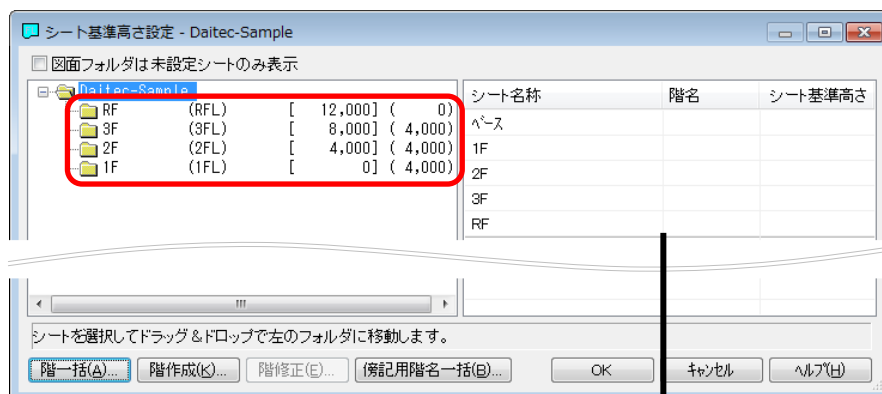 シート基準高さ設定 - Daitec-Sample
図面フォルダは未設定シートのみ表示
Daitec-Sample
RF (RFL) [ 12,000] ( 0)
3F (3FL) [ 8,000] ( 4,000)
2F (2FL) [ 4,000] ( 4,000)
1F (1FL) [ 0] ( 4,000)
シート名称 階名 シート基準高さ
ベース
1F
2F
3F
RF
シートを選択してドラッグ&ドロップで左のフォルダに移動します。
階一括(A)... 階作成(K)... 階修正(E)... 傍記用階名一括(B)... OK キャンセル ヘルプ(H)